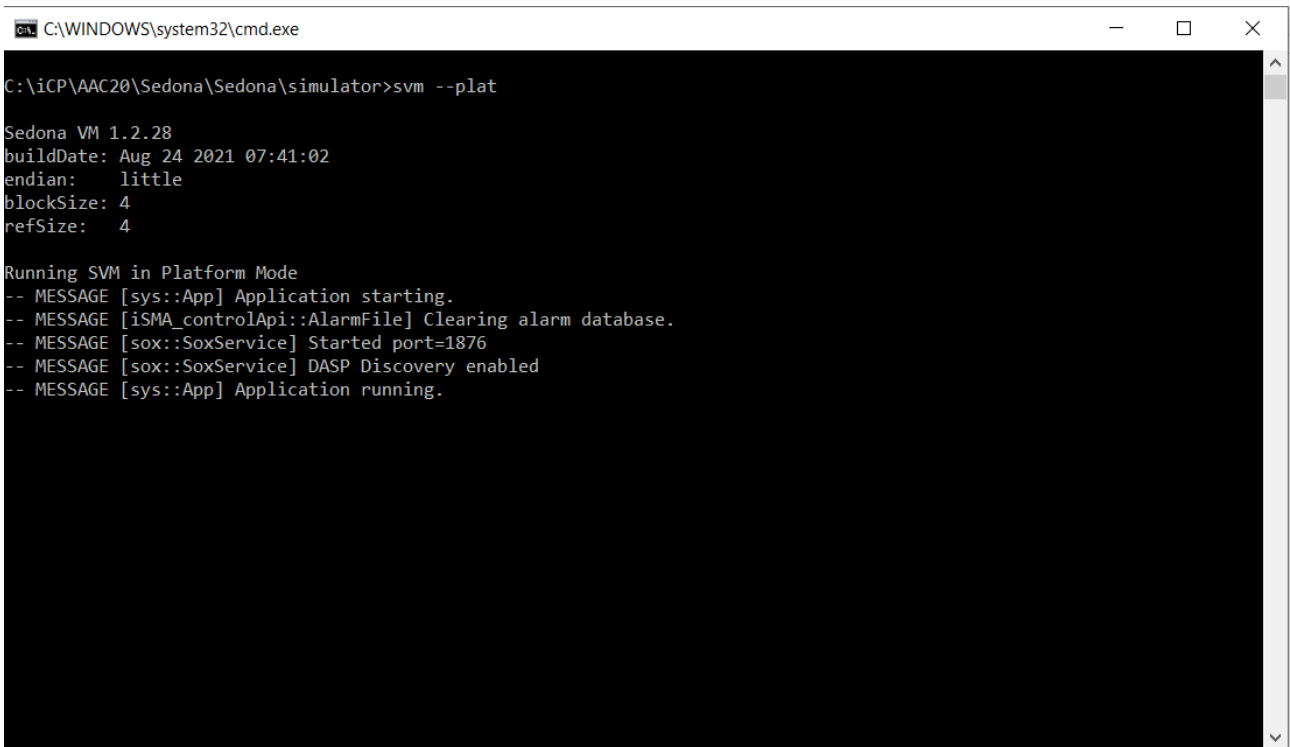 C:\WINDOWS\system32\cmd.exe
C:\iCP\AAC20\Sedona\Sedona\simulator>svm --plat
Sedona VM 1.2.28
buildDate: Aug 24 2021 07:41:02
endian:    little
blockSize: 4
refSize:   4
Running SVM in Platform Mode
-- MESSAGE [sys::App] Application starting.
-- MESSAGE [iSMA_controlApi::AlarmFile] Clearing alarm database.
-- MESSAGE [sox::SoxService] Started port=1876
-- MESSAGE [sox::SoxService] DASP Discovery enabled
-- MESSAGE [sys::App] Application running.